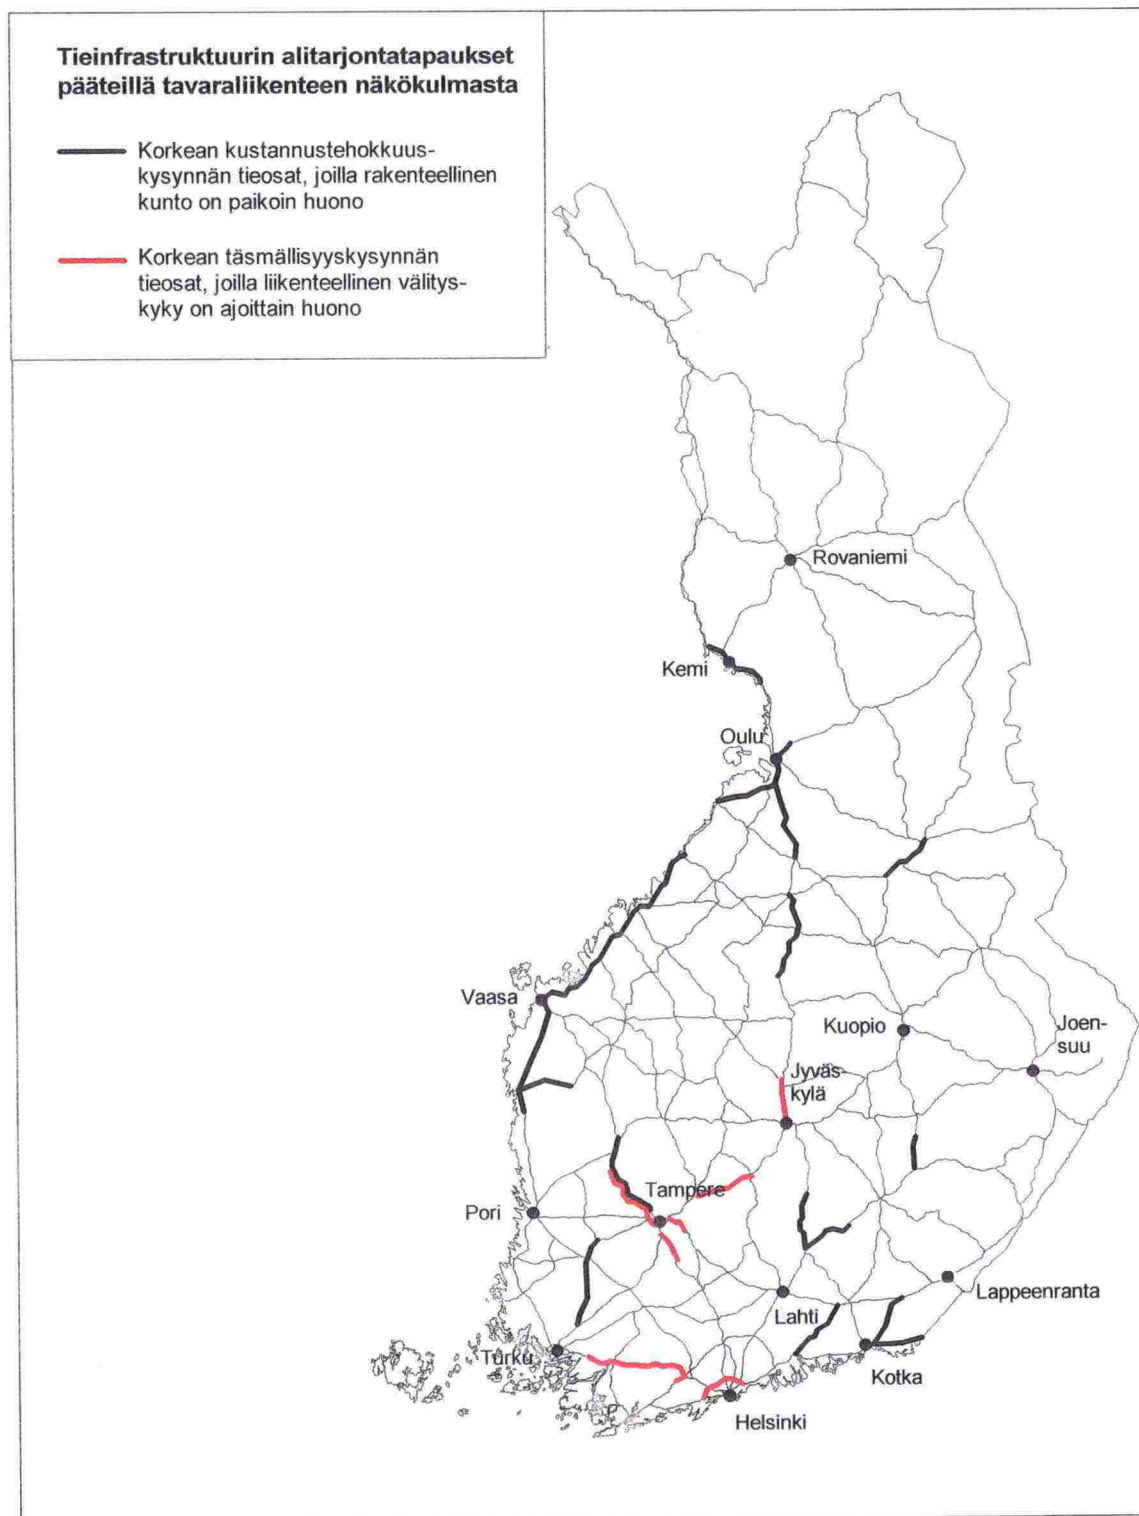 Tieinfrastruktuurin alitarjontatapaukset
pääteillä tavaraliikenteen näkökulmasta
Korkean kustannustehokkuus-
kysynnän tieosat, joilla rakenteellinen
kunto on paikoin huono
Korkean täsmällisyyskysynnän
tieosat, joilla liikenteellinen välitys-
kyky on ajoittain huono
Rovaniemi
Kemi
Oulu
Vaasa
Kuopio
Joen-
suu
Jyväs-
kylä
Tampere
Pori
Lappeenranta
Lahti
Turku
Kotka
Helsinki